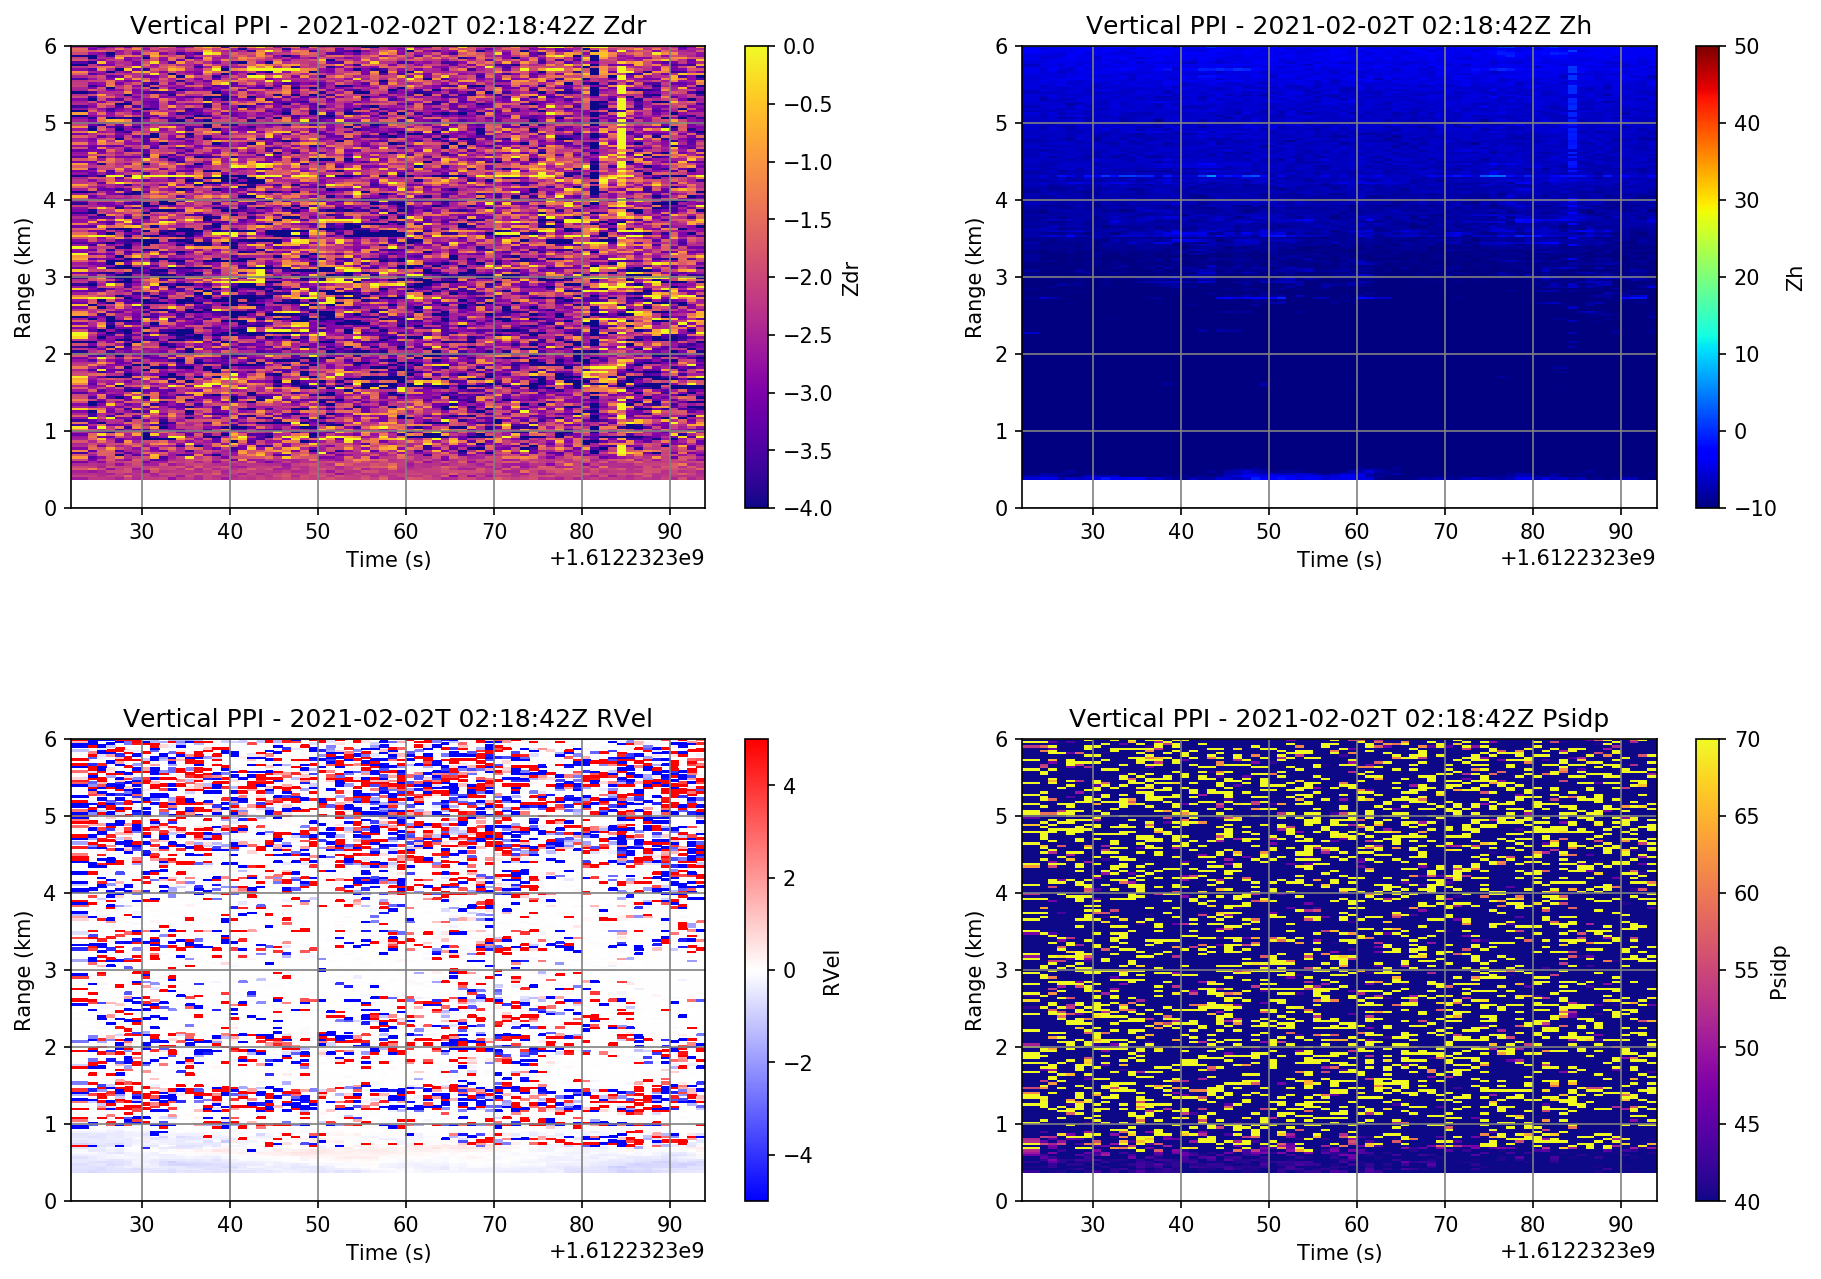 Vertical PPI - 2021-02-02T 02:18:42Z Zdr
6
5
4
3
2
1
0
Range (km)
30 40 50 60 70 80 90
Time (s)
+1.6122323e9
0.0
−0.5
−1.0
−1.5
−2.0
−2.5
−3.0
−3.5
−4.0
Zdr
Vertical PPI - 2021-02-02T 02:18:42Z Zh
6
5
4
3
2
1
0
Range (km)
30 40 50 60 70 80 90
Time (s)
+1.6122323e9
50
40
30
20
10
0
−10
Zh
Vertical PPI - 2021-02-02T 02:18:42Z RVel
6
5
4
3
2
1
0
Range (km)
30 40 50 60 70 80 90
Time (s)
+1.6122323e9
4
2
0
−2
−4
RVel
Vertical PPI - 2021-02-02T 02:18:42Z Psidp
6
5
4
3
2
1
0
Range (km)
30 40 50 60 70 80 90
Time (s)
+1.6122323e9
70
65
60
55
50
45
40
Psidp